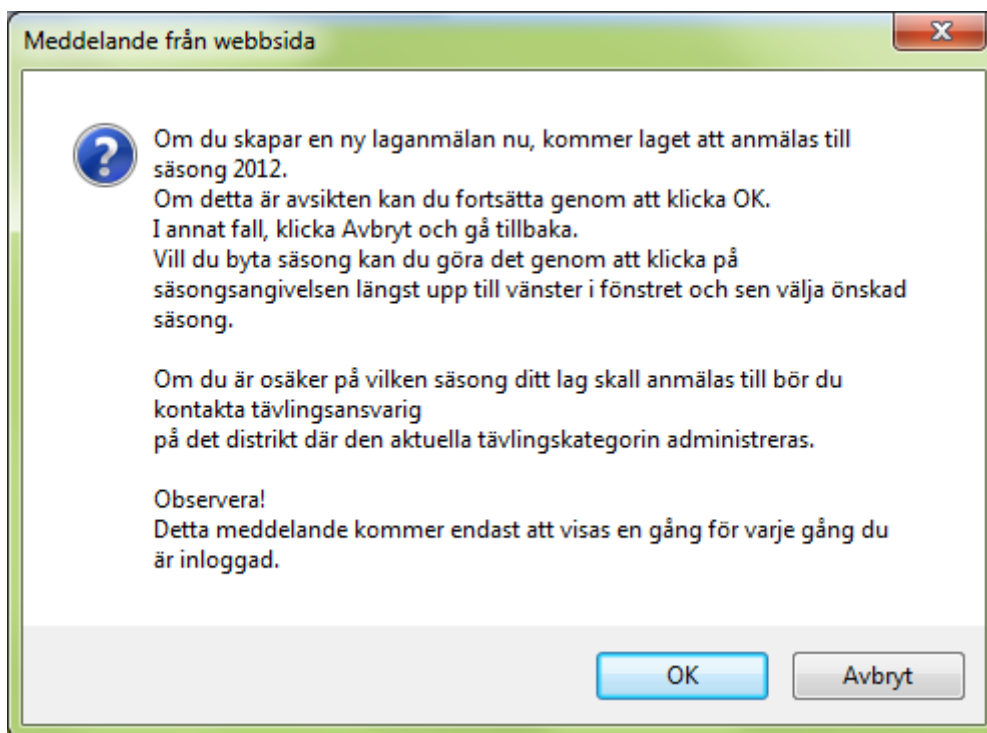 Meddelande från webbsida
Om du skapar en ny laganmälan nu, kommer laget att anmälas till
säsong 2012.
Om detta är avsikten kan du fortsätta genom att klicka OK.
I annat fall, klicka Avbryt och gå tillbaka.
Vill du byta säsong kan du göra det genom att klicka på
säsongsangivelsen längst upp till vänster i fönstret och sen välja önskad
säsong.
Om du är osäker på vilken säsong ditt lag skall anmälas till bör du
kontakta tävlingsansvarig
på det distrikt där den aktuella tävlingskategorin administreras.
Observera!
Detta meddelande kommer endast att visas en gång för varje gång du
är inloggad.
OK
Avbryt